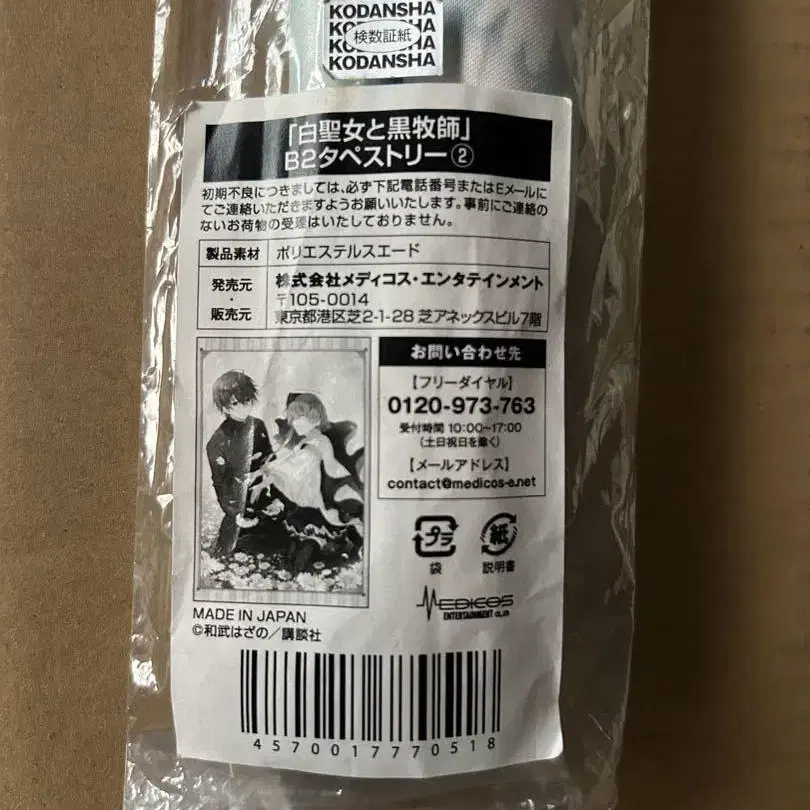 KODANSHA
KODANSHA
検数証紙
KODANSHA
KODANSHA
「白聖女と黒牧師」
B2タペストリー②
初期不良につきましては、必ず下記電話番号またはEメールに
てご連絡いただきますようお願いいたします。事前にご連絡の
ないお荷物の受理はいたしておりません。
製品素材 ポリエステルスエード
発売元・販売元 株式会社メディコス・エンタテインメント
〒105-0014
東京都港区芝2-1-28 芝アネックスビル7階
お問い合わせ先
【フリーダイヤル】
0120-973-763
受付時間 10:00~17:00
(土日祝日を除く)
【メールアドレス】
contact@medicos-e.net
プラ
袋
紙
説明書
MEDICOS
ENTERTAINMENT CO.,LTD
MADE IN JAPAN
©和武はざの/講談社
4570017770518